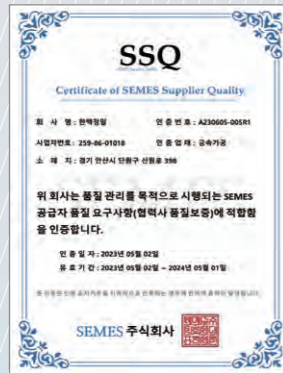 SSQ
Certificate of SEMES Supplier Quality
회 사 명 : 한백정밀 인 증 번 호 : A230605-005R1
사업자번호 : 259-86-01018 인 증 업 태 : 금속가공
소 재 지 : 경기 안산시 단원구 신원로 398
위 회사는 품질 관리를 목적으로 시행되는 SEMES
공급자 품질 요구사항(협력사 품질보증)에 적합함
을 인증합니다.
인 증 일 자 : 2023년 05월 02일
유 효 기 간 : 2023년 05월 02일 ~ 2024년 05월 01일
SEMES 주식회사